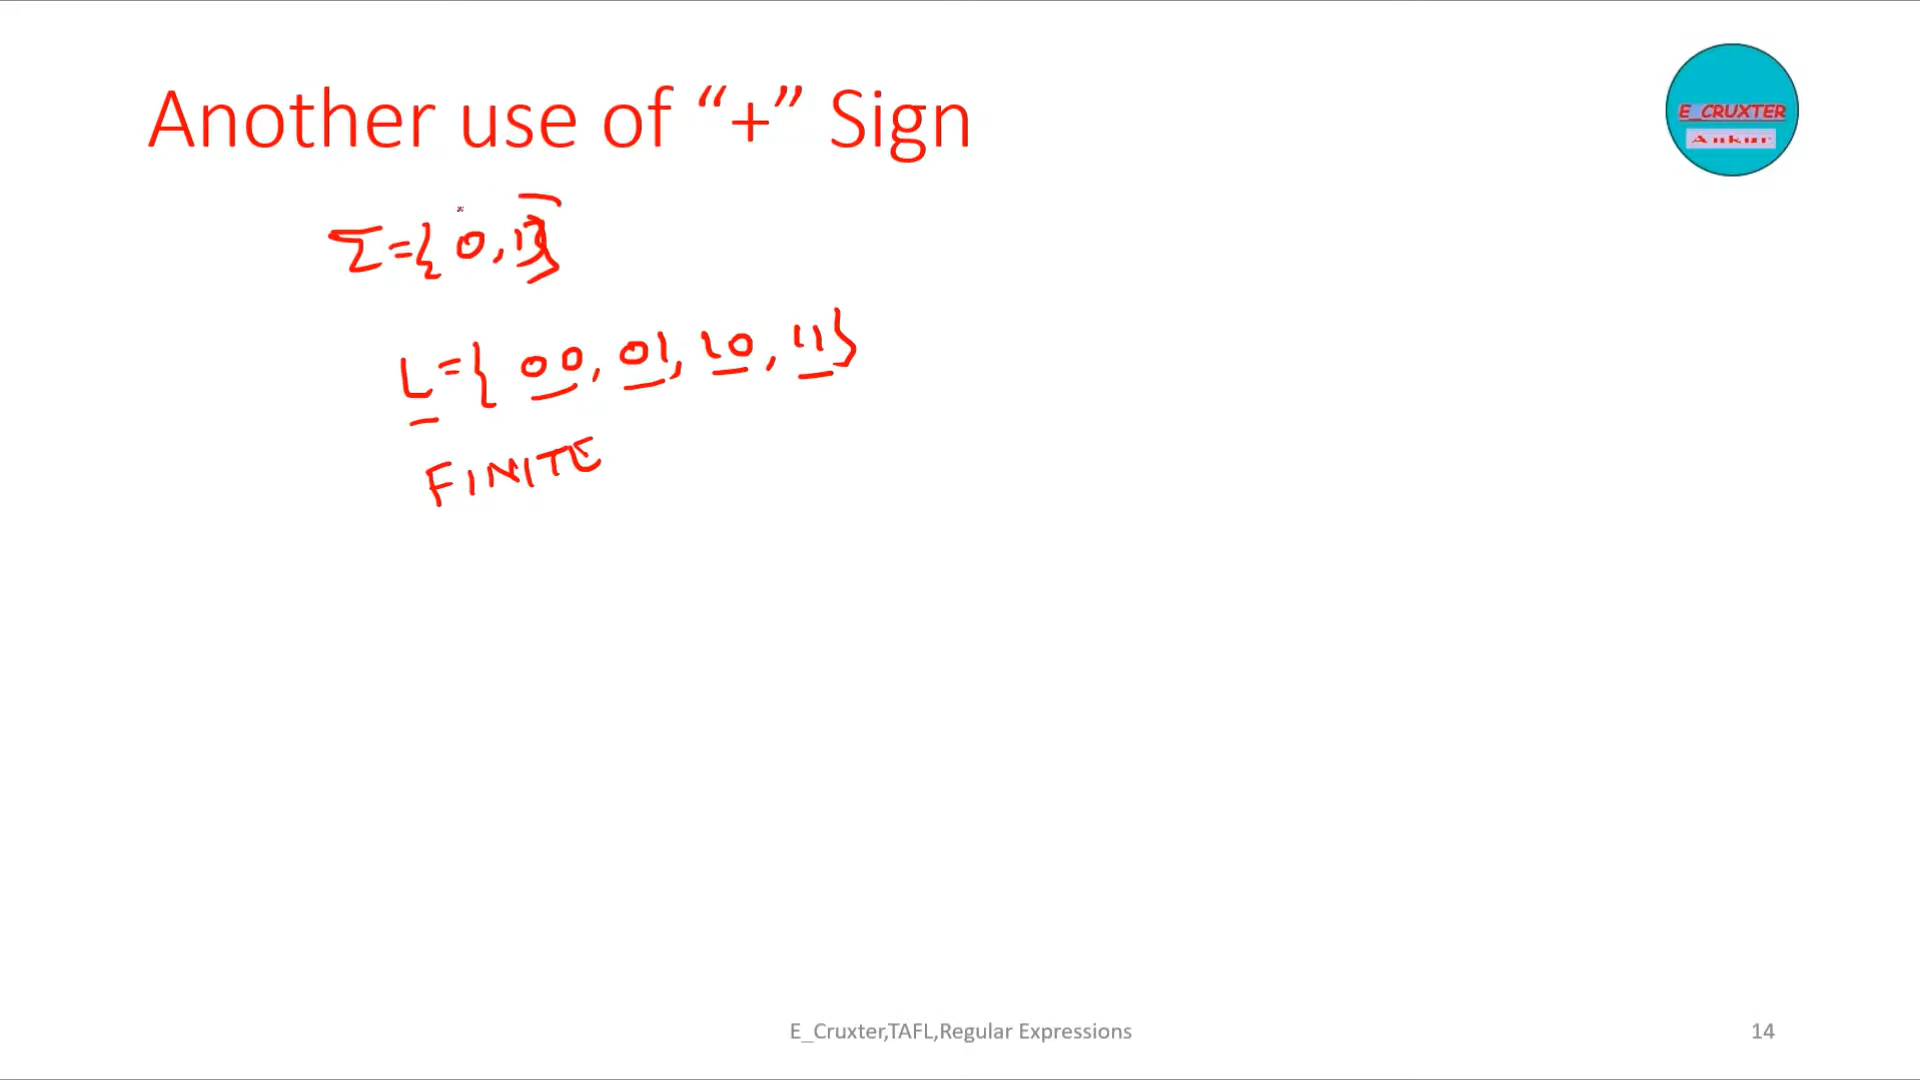 Another use of “+” Sign
E_CRUXTER
Ankur
Σ={ 0, 1}
L={ 00, 01, 10, 11}
FINITE
E_Cruxter,TAFL,Regular Expressions
14